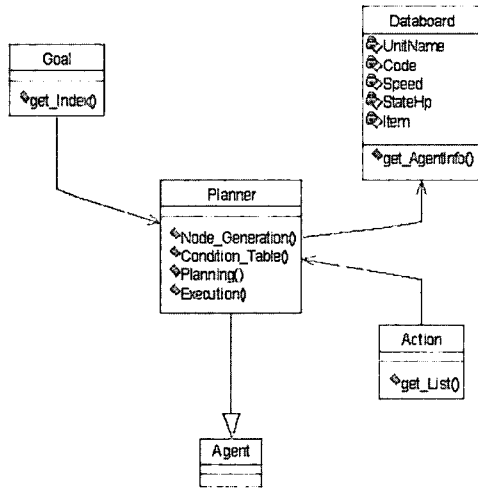 Databoard
UnitName
Code
Speed
StateHp
Item
get_AgentInfo()
Goal
get_Index()
Planner
Node_Generation()
Condition_Table()
Planning()
Execution()
Action
get_List()
Agent